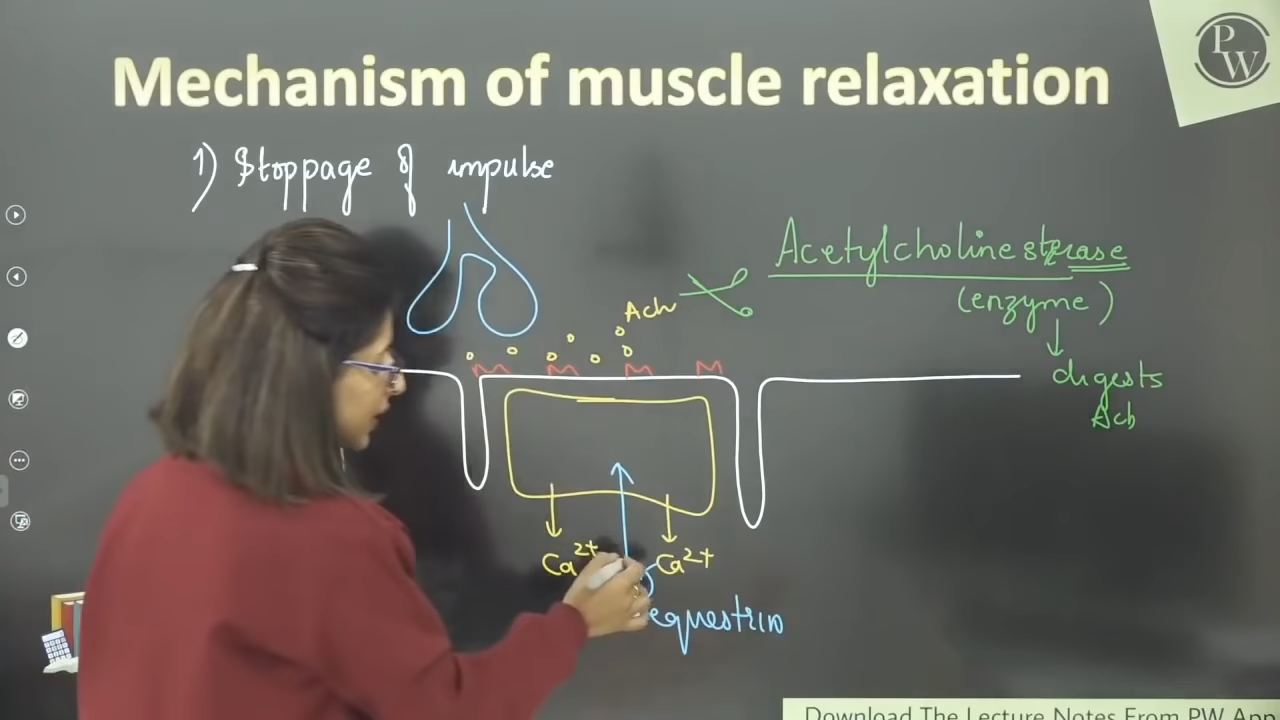 PW
Mechanism of muscle relaxation
1) Stoppage of impulse
Acetylcholinesterase
(enzyme)
Ach
digests
Ach
M M M M
Ca2+ Ca2+
Download The Lecture Notes From PW App